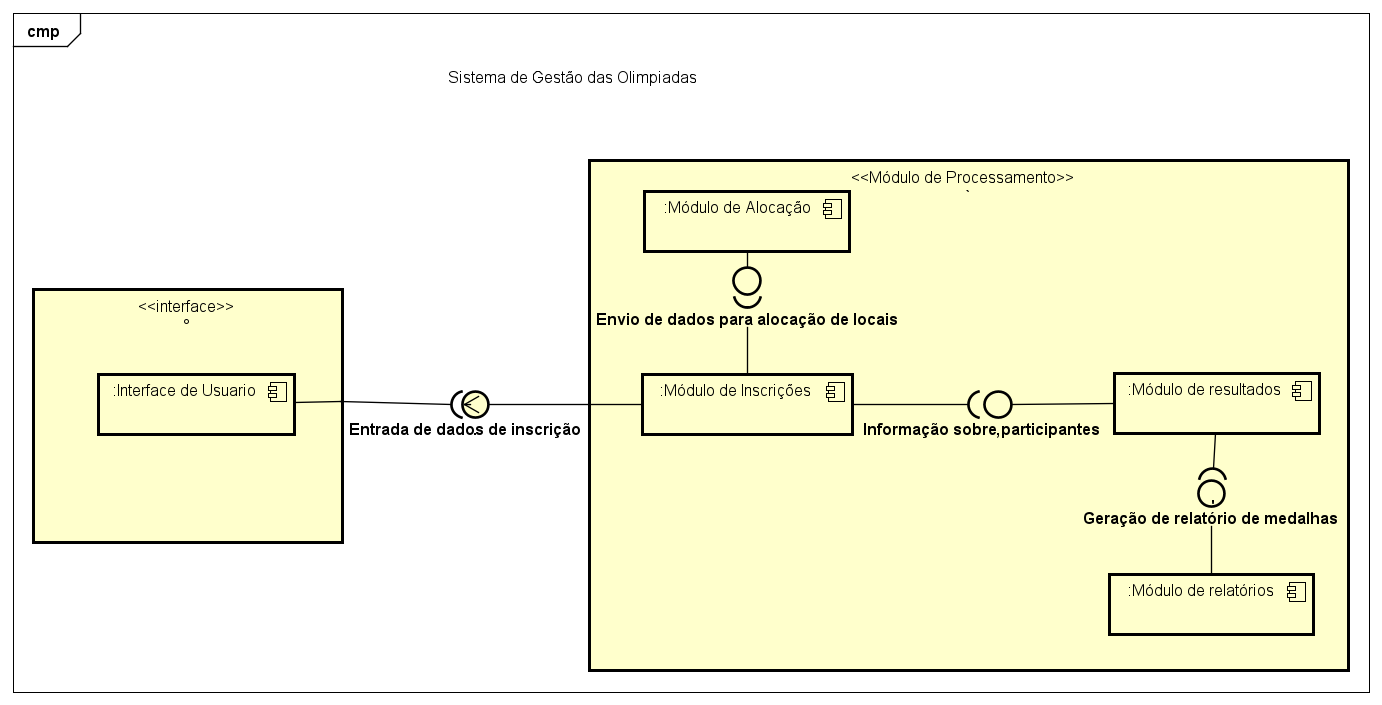 cmp
Sistema de Gestão das Olimpiadas
<<Módulo de Processamento>>
:Módulo de Alocação
Envio de dados para alocação de locais
<<interface>>
:Interface de Usuario
Entrada de dados de inscrição
:Módulo de Inscrições
Informação sobre participantes
:Módulo de resultados
Geração de relatório de medalhas
:Módulo de relatórios